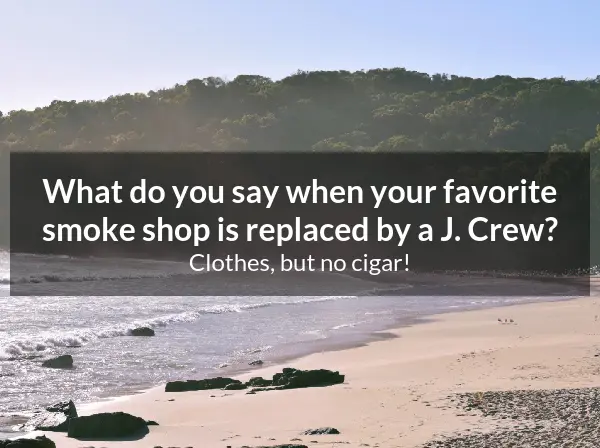 What do you say when your favorite
smoke shop is replaced by a J. Crew?
Clothes, but no cigar!